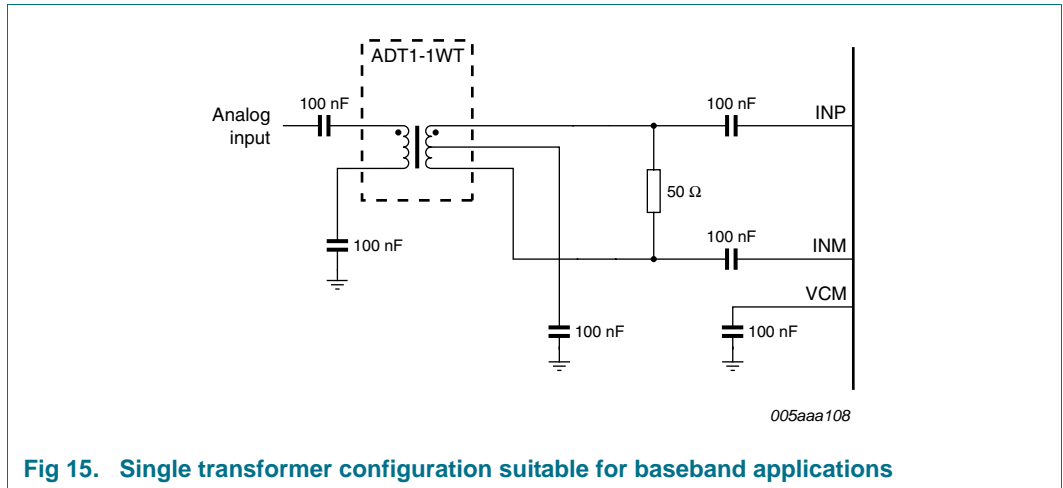 ADT1-1WT
Analog
input
100 nF
100 nF
INP
50 Ω
100 nF
INM
100 nF
VCM
100 nF
100 nF
005aaa108
Fig 15. Single transformer configuration suitable for baseband applications